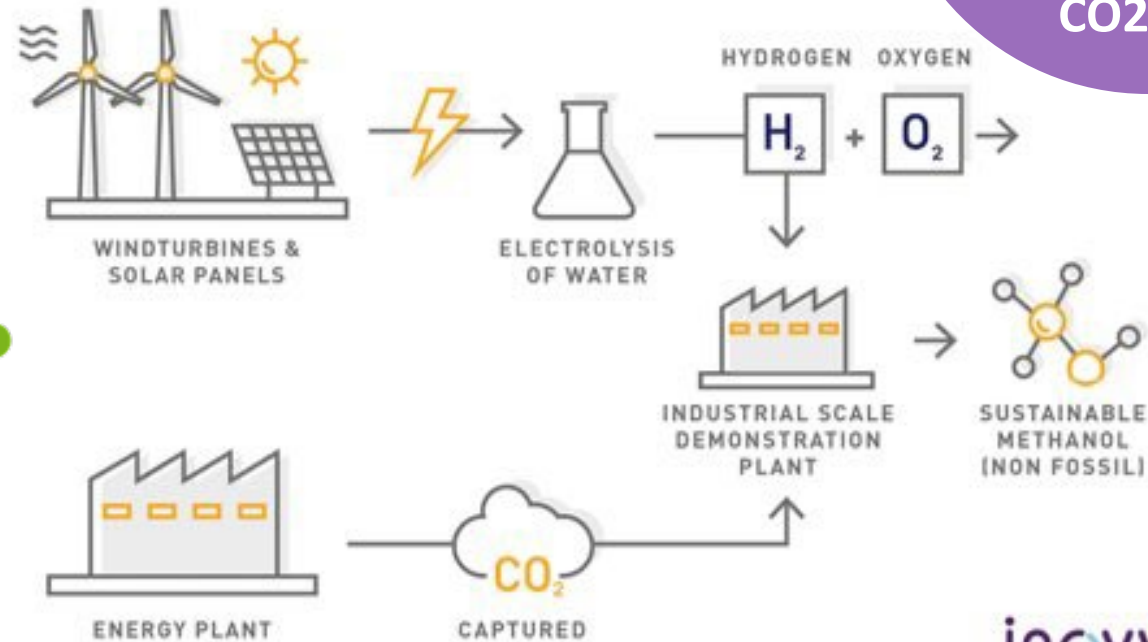 CO2
HYDROGEN OXYGEN
H₂ + O₂
WINDTURBINES &
SOLAR PANELS
ELECTROLYSIS
OF WATER
INDUSTRIAL SCALE
DEMONSTRATION
PLANT
SUSTAINABLE
METHANOL
(NON FOSSIL)
CO₂
ENERGY PLANT
CAPTURED